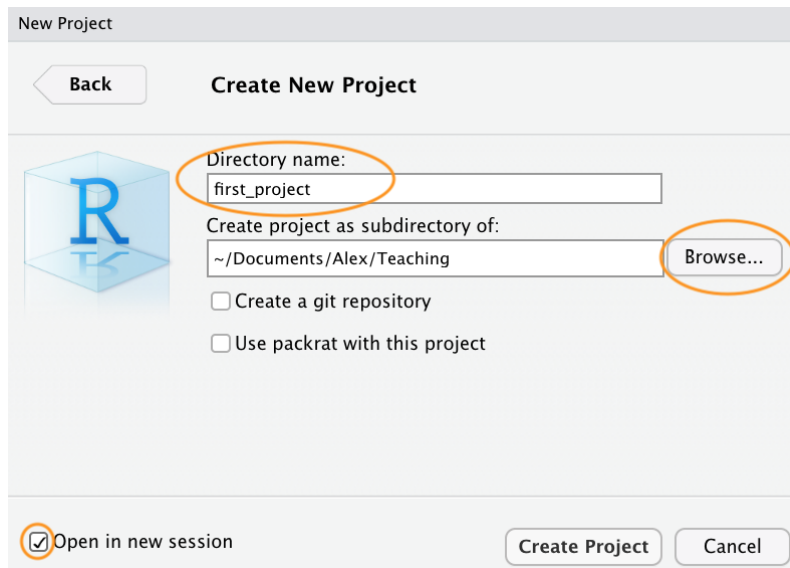 New Project
Back
Create New Project
R
Directory name:
first_project
Create project as subdirectory of:
~/Documents/Alex/Teaching
Browse...
Create a git repository
Use packrat with this project
Open in new session
Create Project
Cancel